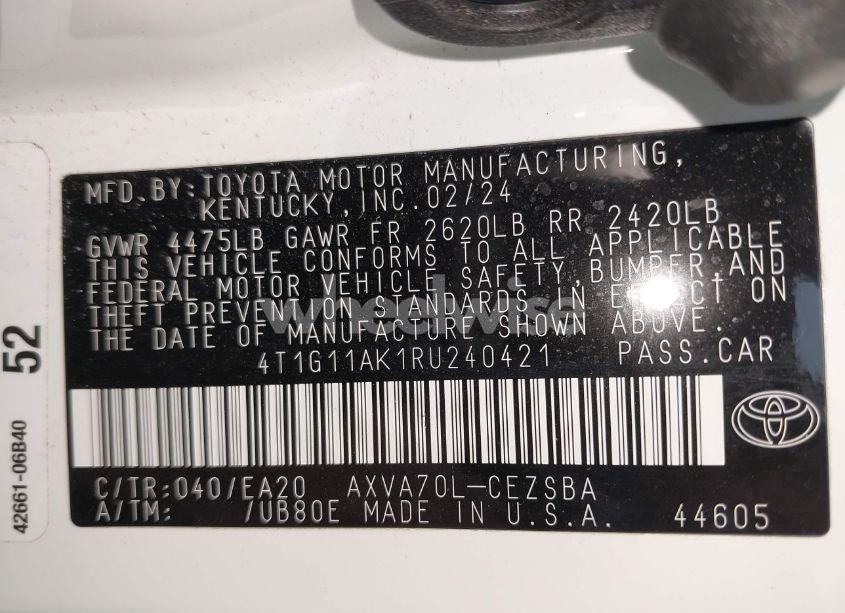 MFD.BY:TOYOTA MOTOR MANUFACTURING,
KENTUCKY,INC.02/24
GVWR 4475LB GAWR FR 2620LB RR 2420LB
THIS VEHICLE CONFORMS TO ALL APPLICABLE
FEDERAL MOTOR VEHICLE SAFETY,BUMPER,AND
THEFT PREVENTION STANDARDS IN EFFECT ON
THE DATE OF MANUFACTURE SHOWN ABOVE.
4T1G11AK1RU240421 PASS.CAR
C/TR:040/EA20 AXVA70L-CEZSBA
A/TM: /UB80E MADE IN U.S.A. 44605
52
42661-06B40
wheelwise